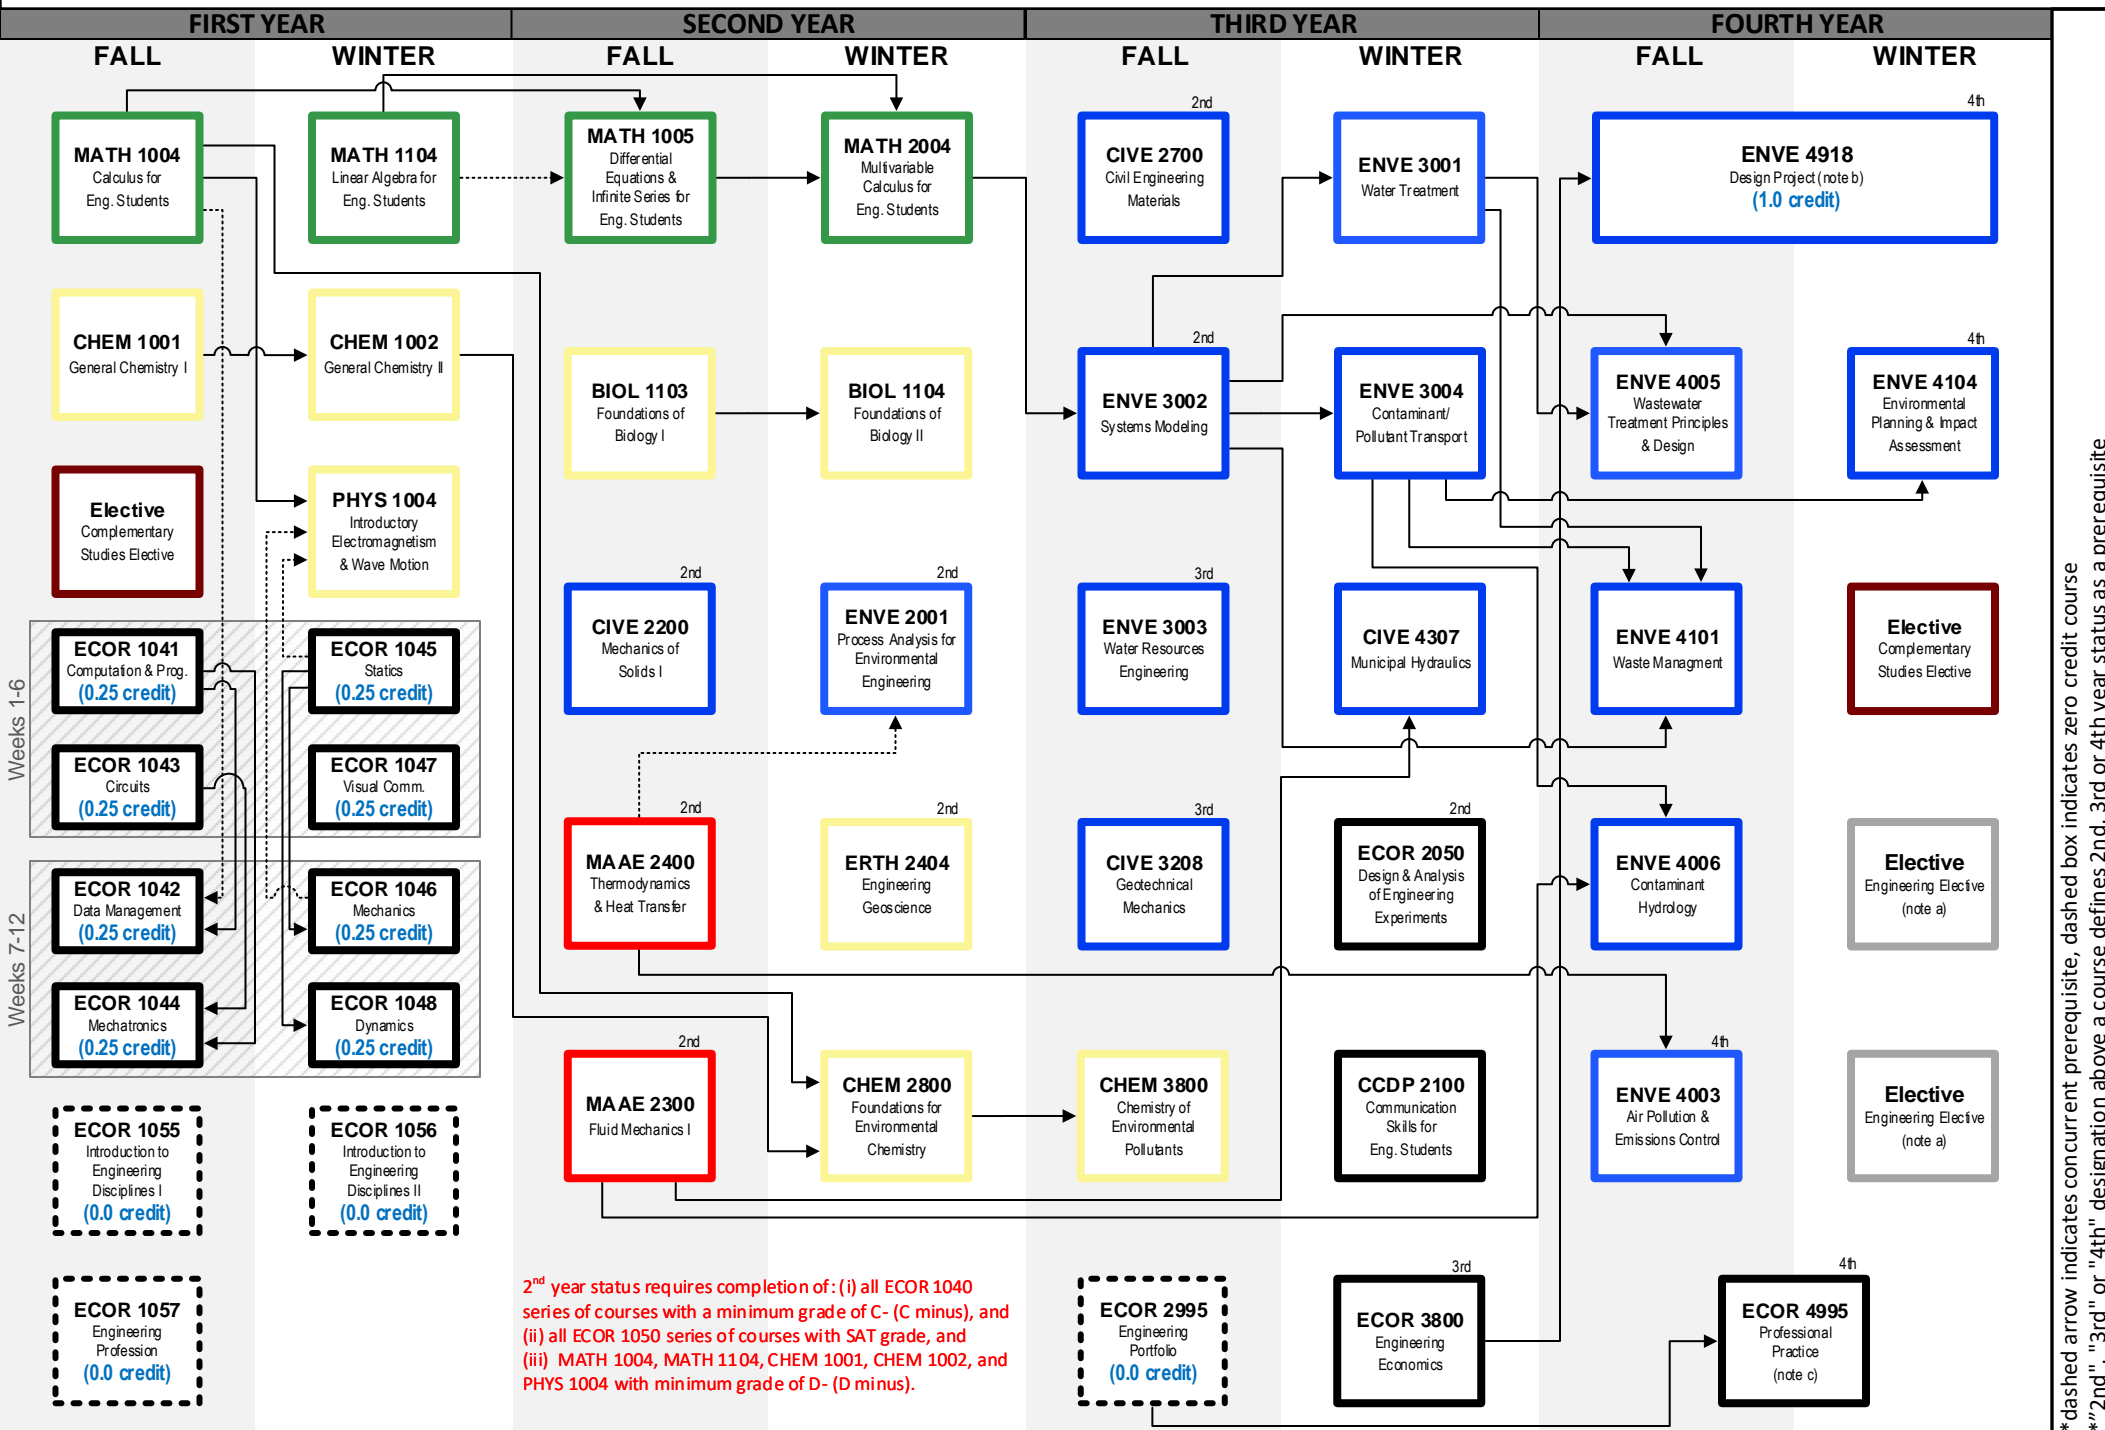 FIRST YEAR
SECOND YEAR
THIRD YEAR
FOURTH YEAR
FALL
WINTER
FALL
WINTER
FALL
WINTER
FALL
WINTER
MATH 1004
Calculus for
Eng. Students
MATH 1104
Linear Algebra for
Eng. Students
MATH 1005
Differential
Equations &
Infinite Series for
Eng. Students
MATH 2004
Multivariable
Calculus for
Eng. Students
2nd
CIVE 2700
Civil Engineering
Materials
ENVE 3001
Water Treatment
4th
ENVE 4918
Design Project (note b)
(1.0 credit)
CHEM 1001
General Chemistry I
CHEM 1002
General Chemistry II
BIOL 1103
Foundations of
Biology I
BIOL 1104
Foundations of
Biology II
2nd
ENVE 3002
Systems Modeling
ENVE 3004
Contaminant/
Pollutant Transport
ENVE 4005
Wastewater
Treatment Principles
& Design
4th
ENVE 4104
Environmental
Planning & Impact
Assessment
Elective
Complementary
Studies Elective
PHYS 1004
Introductory
Electromagnetism
& Wave Motion
2nd
CIVE 2200
Mechanics of
Solids I
2nd
ENVE 2001
Process Analysis for
Environmental
Engineering
3rd
ENVE 3003
Water Resources
Engineering
CIVE 4307
Municipal Hydraulics
ENVE 4101
Waste Managment
Elective
Complementary
Studies Elective
Weeks 1-6
ECOR 1041
Computation & Prog.
(0.25 credit)
ECOR 1045
Statics
(0.25 credit)
ECOR 1043
Circuits
(0.25 credit)
ECOR 1047
Visual Comm.
(0.25 credit)
Weeks 7-12
ECOR 1042
Data Management
(0.25 credit)
ECOR 1046
Mechanics
(0.25 credit)
ECOR 1044
Mechatronics
(0.25 credit)
ECOR 1048
Dynamics
(0.25 credit)
2nd
MAAE 2400
Thermodynamics
& Heat Transfer
ERTH 2404
Engineering
Geoscience
3rd
CIVE 3208
Geotechnical
Mechanics
2nd
ECOR 2050
Design & Analysis
of Engineering
Experiments
ENVE 4006
Contaminant
Hydrology
Elective
Engineering Elective
(note a)
2nd
MAAE 2300
Fluid Mechanics I
CHEM 2800
Foundations for
Environmental
Chemistry
CHEM 3800
Chemistry of
Environmental
Pollutants
CCDP 2100
Communication
Skills for
Eng. Students
4th
ENVE 4003
Air Pollution &
Emissions Control
Elective
Engineering Elective
(note a)
ECOR 1055
Introduction to
Engineering
Disciplines I
(0.0 credit)
ECOR 1056
Introduction to
Engineering
Disciplines II
(0.0 credit)
ECOR 1057
Engineering
Profession
(0.0 credit)
2nd year status requires completion of: (i) all ECOR 1040
series of courses with a minimum grade of C- (C minus), and
(ii) all ECOR 1050 series of courses with SAT grade, and
(iii) MATH 1004, MATH 1104, CHEM 1001, CHEM 1002, and
PHYS 1004 with minimum grade of D- (D minus).
ECOR 2995
Engineering
Portfolio
(0.0 credit)
3rd
ECOR 3800
Engineering
Economics
4th
ECOR 4995
Professional
Practice
(note c)
*dashed arrow indicates concurrent prerequisite, dashed box indicates zero credit course
*"2nd", "3rd" or "4th" designation above a course defines 2nd, 3rd or 4th year status as a prerequisite